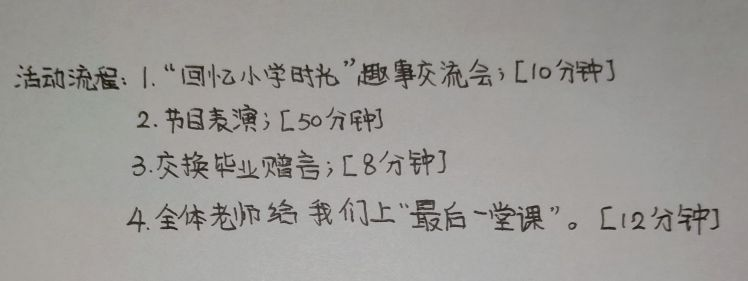 活动流程：1.“回忆小学时光”趣事交流会；[10分钟]
2.节目表演；[50分钟]
3.交换毕业赠言；[8分钟]
4.全体老师给我们上“最后一堂课”。[12分钟]